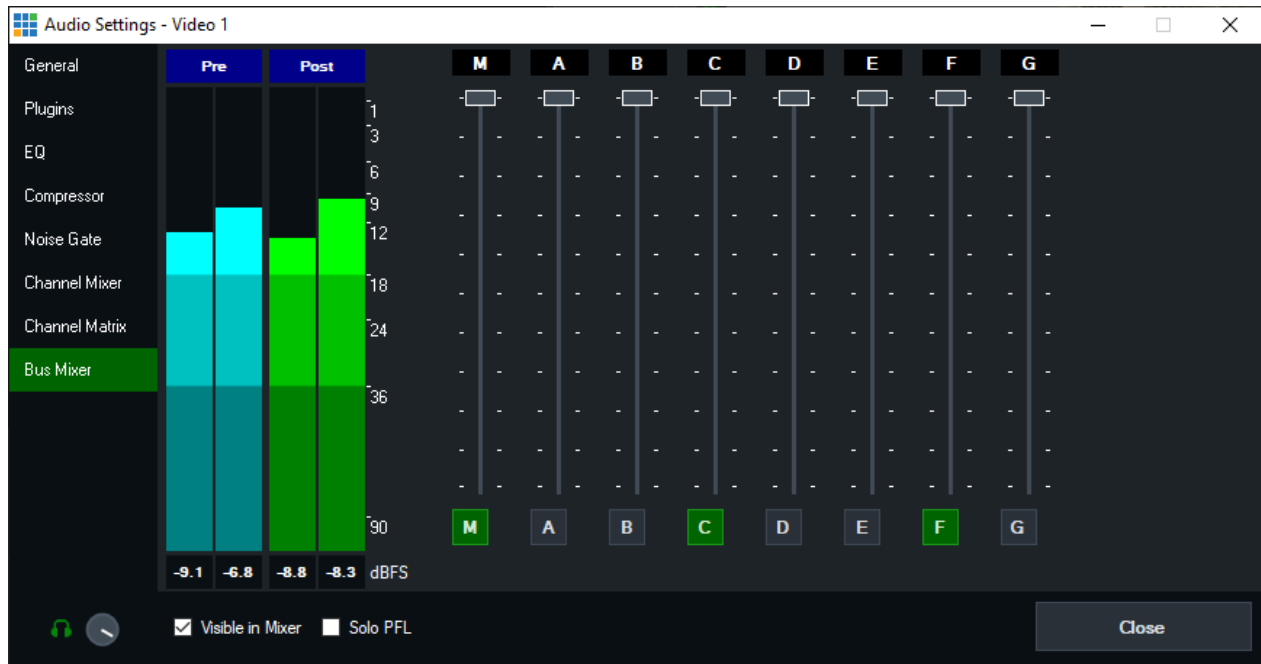 Audio Settings - Video 1
General
Plugins
EQ
Compressor
Noise Gate
Channel Mixer
Channel Matrix
Bus Mixer
Pre Post
1
3
6
9
12
18
24
36
90
-9.1 -6.8 -8.8 -8.3 dBFS
M A B C D E F G
M A B C D E F G
Visible in Mixer Solo PFL
Close